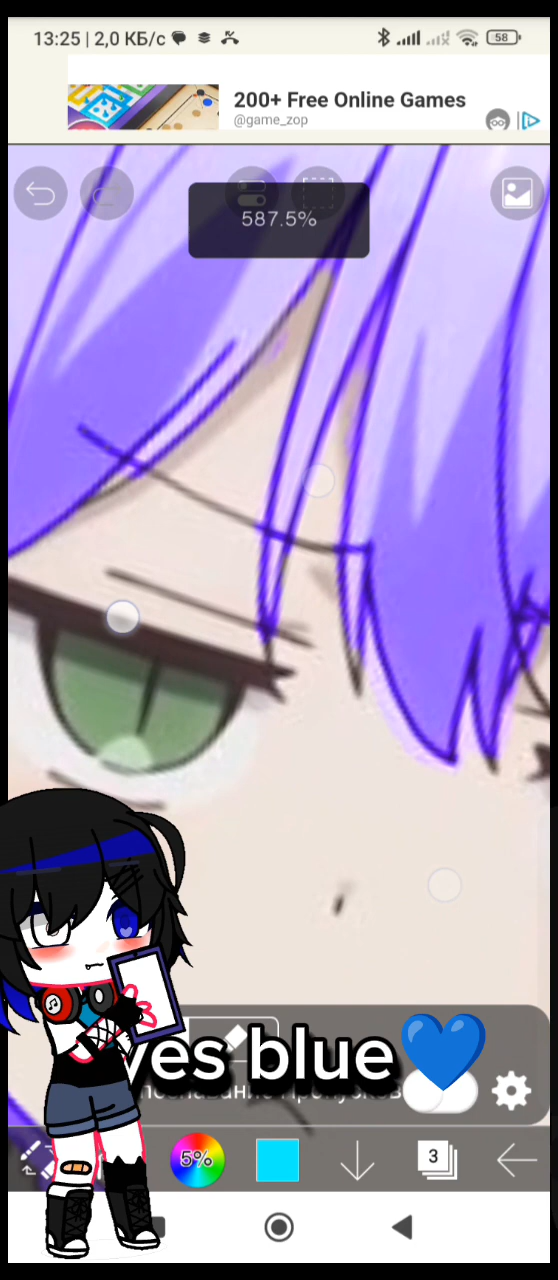 13:25 | 2,0 КБ/с
58
200+ Free Online Games
@game_zop
587.5%
yes blue💙
5%
3